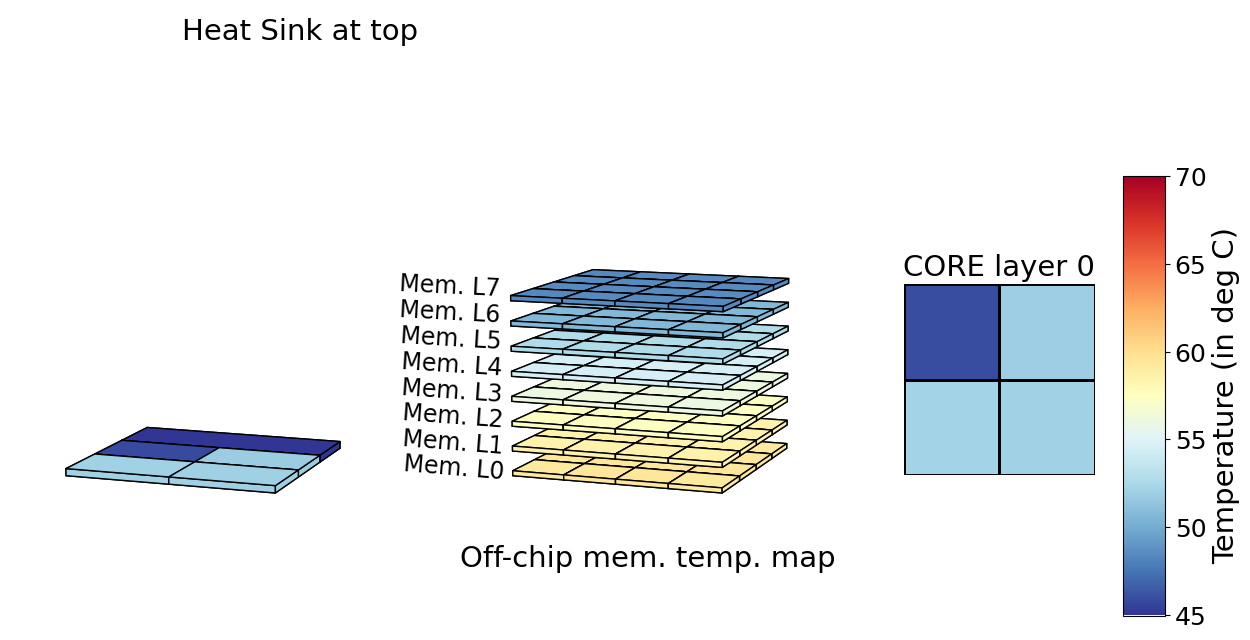 Heat Sink at top
Mem. L7
Mem. L6
Mem. L5
Mem. L4
Mem. L3
Mem. L2
Mem. L1
Mem. L0
Off-chip mem. temp. map
CORE layer 0
70
65
60
55
50
45
Temperature (in deg C)